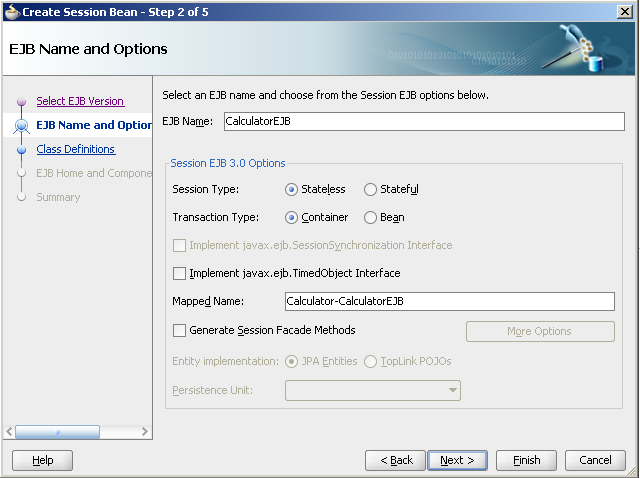 Create Session Bean - Step 2 of 5
EJB Name and Options
Select EJB Version
EJB Name and Option
Class Definitions
EJB Home and Compone
Summary
Select an EJB name and choose from the Session EJB options below.
EJB Name: CalculatorEJB
Session EJB 3.0 Options
Session Type: Stateless Stateful
Transaction Type: Container Bean
Implement javax.ejb.SessionSynchronization Interface
Implement javax.ejb.TimedObject Interface
Mapped Name: Calculator-CalculatorEJB
Generate Session Facade Methods More Options
Entity implementation: JPA Entities TopLink POJOs
Persistence Unit:
Help < Back Next > Finish Cancel